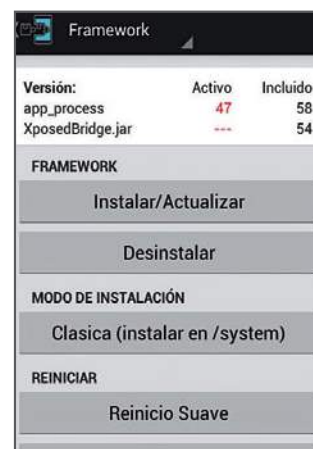 Framework
Versión: Activo Incluido
app_process 47 58
XposedBridge.jar --- 54
FRAMEWORK
Instalar/Actualizar
Desinstalar
MODO DE INSTALACIÓN
Clasica (instalar en /system)
REINICIAR
Reinicio Suave